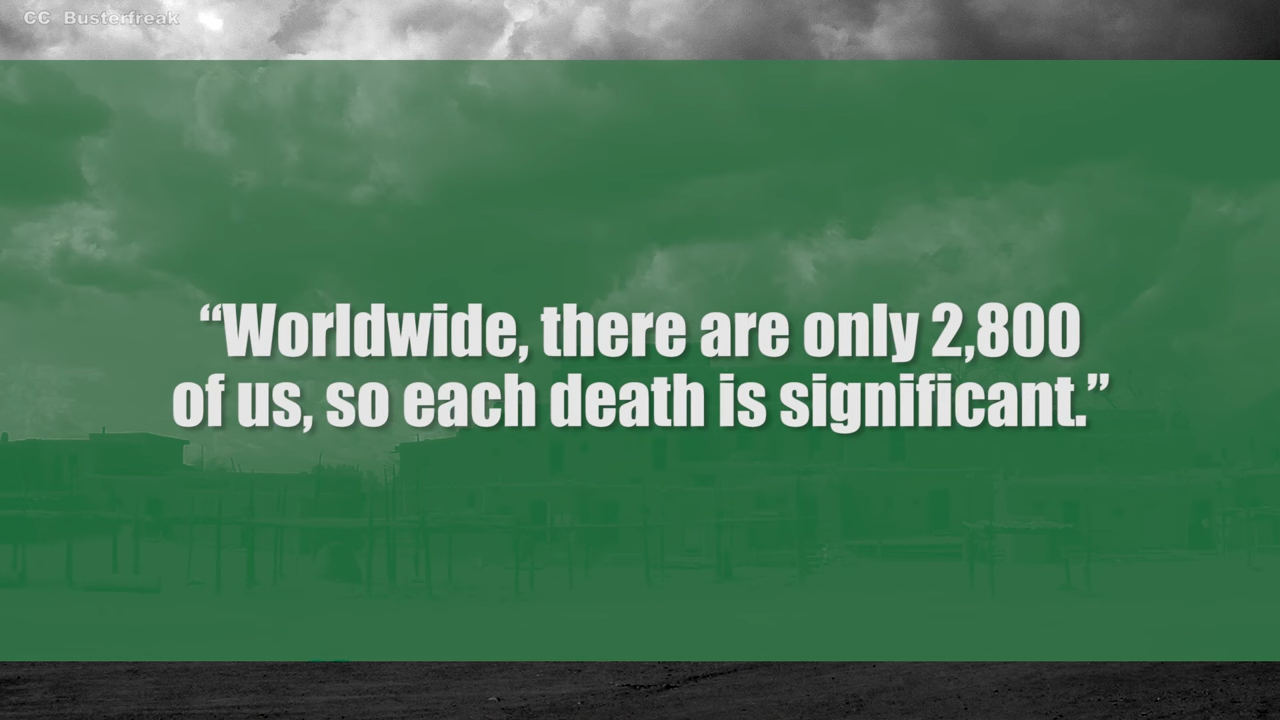 CC Busterfreak
“Worldwide, there are only 2,800
of us, so each death is significant.”